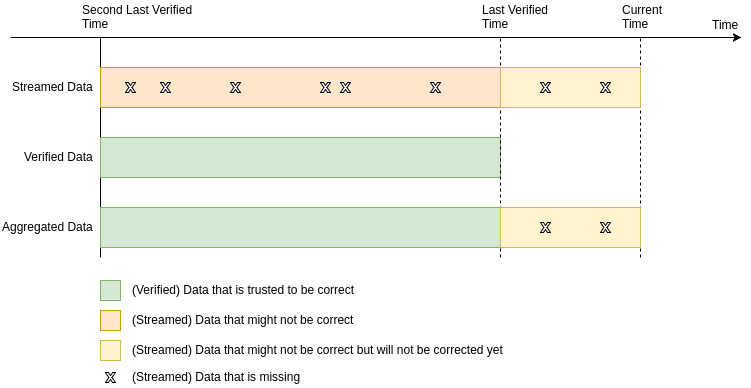 Second Last Verified
Time
Last Verified
Time
Current
Time
Time
Streamed Data
X X X X X X X X
Verified Data
Aggregated Data
X X
(Verified) Data that is trusted to be correct
(Streamed) Data that might not be correct
(Streamed) Data that might not be correct but will not be corrected yet
X (Streamed) Data that is missing